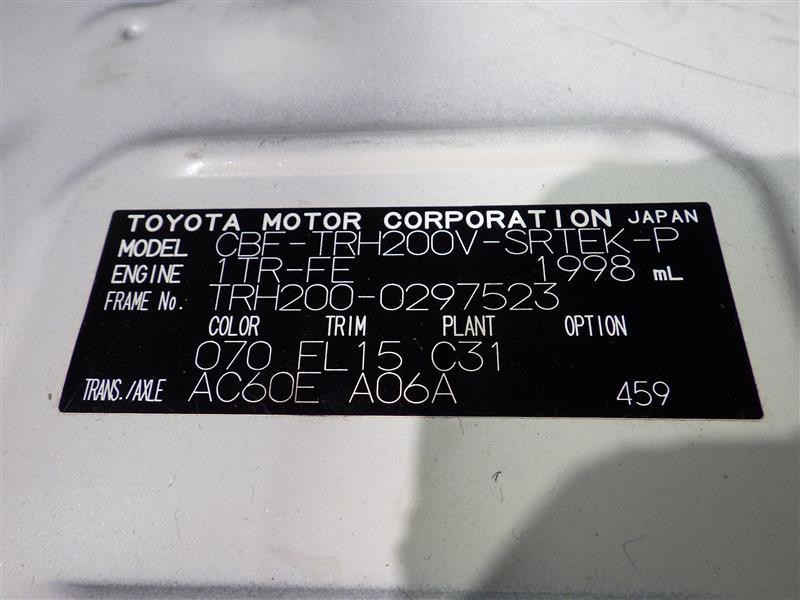 TOYOTA MOTOR CORPORATION JAPAN
MODEL CBF-TRH200V-SRTEK-P
ENGINE 1TR-FE 1998 mL
FRAME No. TRH200-0297523
COLOR TRIM PLANT OPTION
070 FL15 C31
TRANS./AXLE AC60E A06A 459